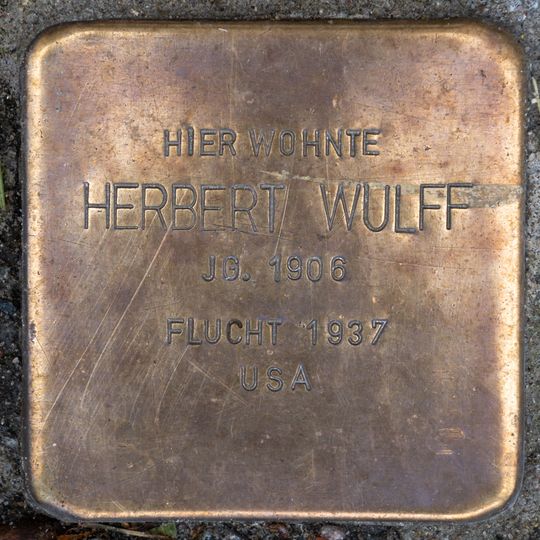 HIER WOHNTE
HERBERT WULFF
JG. 1906
FLUCHT 1937
USA